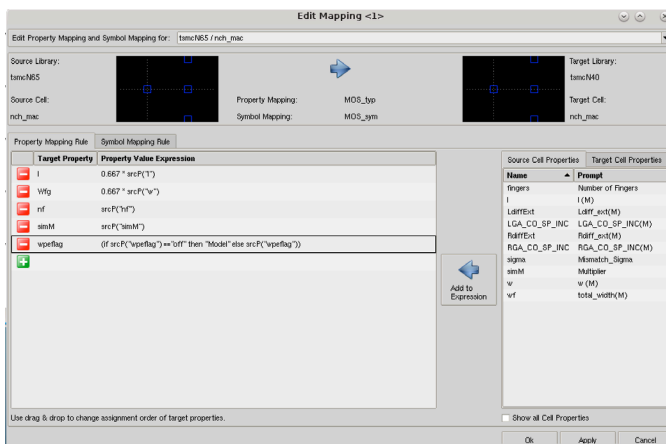 Edit Mapping <1>
Edit Property Mapping and Symbol Mapping for: tsmcN65 / nch_mac
Source Library:
tsmcN65
Source Cell:
nch_mac
Property Mapping: MOS_typ
Symbol Mapping: MOS_sym
Target Library:
tsmcN40
Target Cell:
nch_mac
Property Mapping Rule Symbol Mapping Rule
Target Property Property Value Expression
l 0.667 * srcP("l")
Wfg 0.667 * srcP("w")
nf srcP("nf")
simM srcP("simM")
wpeflag (if srcP("wpeflag") =="off" then "Model" else srcP("wpeflag"))
Add to
Expression
Source Cell Properties Target Cell Properties
Name Prompt
fingers Number of Fingers
l l (M)
LdiffExt Ldiff_ext(M)
LGA_CO_SP_INC LGA_CO_SP_INC(M)
RdiffExt Rdiff_ext(M)
RGA_CO_SP_INC RGA_CO_SP_INC(M)
sigma Mismatch_Sigma
simM Multiplier
w w (M)
wf total_width(M)
Use drag & drop to change assignment order of target properties.
Show all Cell Properties
Ok Apply Cancel